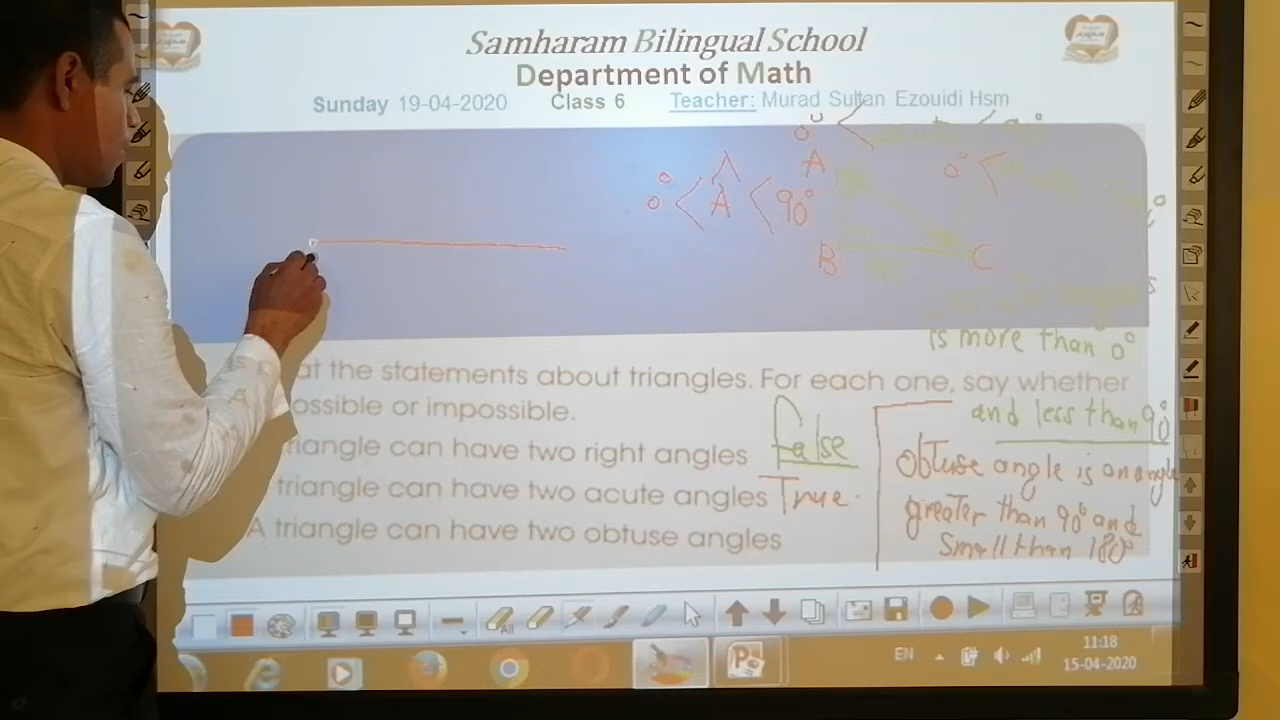 Samharam Bilingual School
Department of Math
Sunday 19-04-2020 Class 6 Teacher: Murad Sultan Ezouidi Hsm
0° < A < 90°
A
B C
is more than 0°
and less than 90°
at the statements about triangles. For each one, say whether
ossible or impossible.
riangle can have two right angles False
triangle can have two acute angles True.
A triangle can have two obtuse angles
Obtuse angle is an angle
greater than 90° and
Small than 180°
All
EN
11:18
15-04-2020